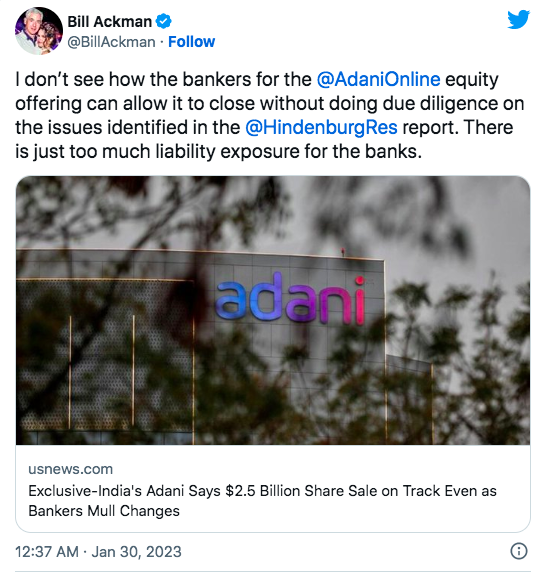 Bill Ackman
@BillAckman · Follow
I don’t see how the bankers for the @AdaniOnline equity
offering can allow it to close without doing due diligence on
the issues identified in the @HindenburgRes report. There
is just too much liability exposure for the banks.
adani
usnews.com
Exclusive-India's Adani Says $2.5 Billion Share Sale on Track Even as
Bankers Mull Changes
12:37 AM · Jan 30, 2023